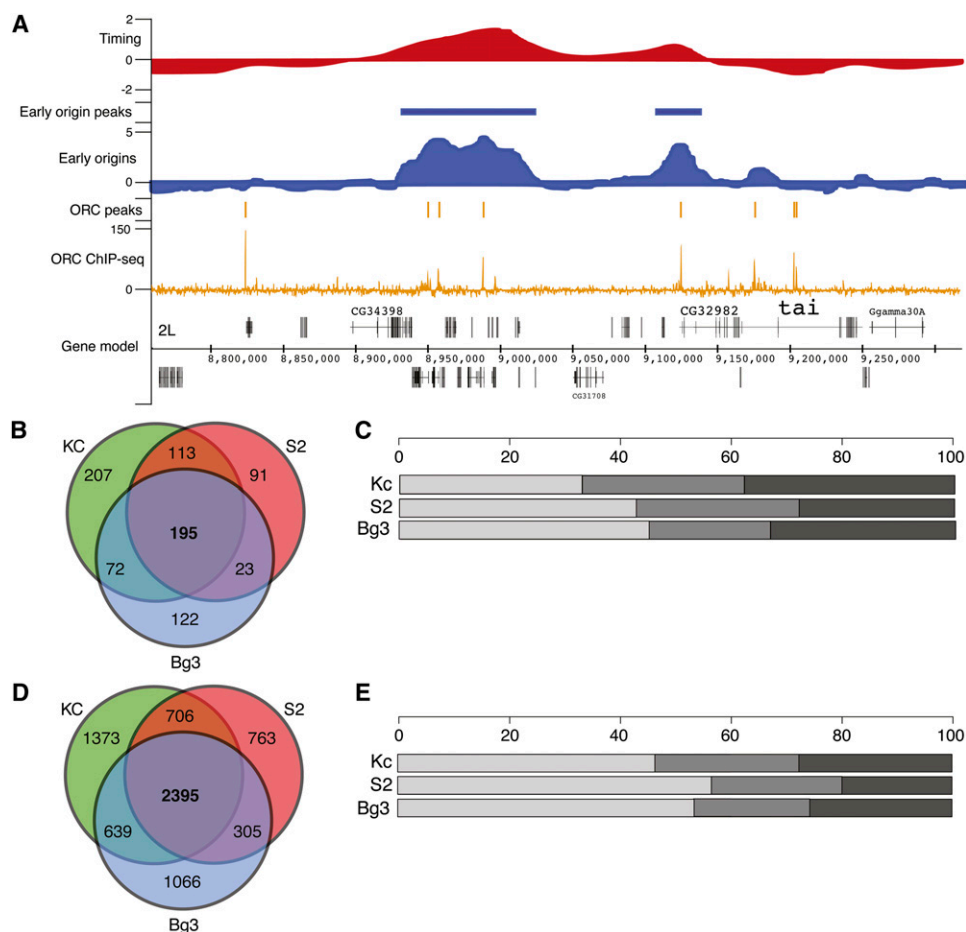 A
Timing
2
0
-2
Early origin peaks
Early origins
5
0
ORC peaks
ORC ChIP-seq
150
0
CG34398
CG32982
tai
Ggamma30A
2L
Gene model
8,800,000 8,850,000 8,900,000 8,950,000 9,000,000 9,050,000 9,100,000 9,150,000 9,200,000 9,250,000
CG31708
B
KC
S2
113
207
91
195
72
23
122
Bg3
C
0 20 40 60 80 100
Kc
S2
Bg3
D
KC
S2
706
1373
763
2395
639
305
1066
Bg3
E
0 20 40 60 80 100
Kc
S2
Bg3